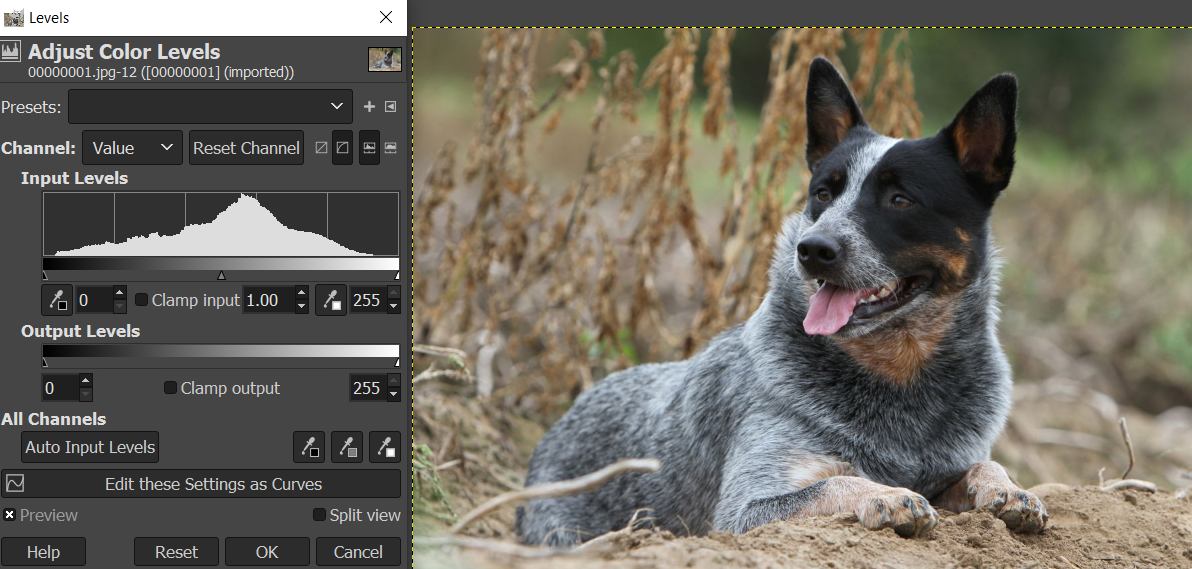 Levels
Adjust Color Levels
00000001.jpg-12 ([00000001] (imported))
Presets:
Channel: Value Reset Channel
Input Levels
0 Clamp input 1.00 255
Output Levels
0 Clamp output 255
All Channels
Auto Input Levels
Edit these Settings as Curves
Preview Split view
Help Reset OK Cancel